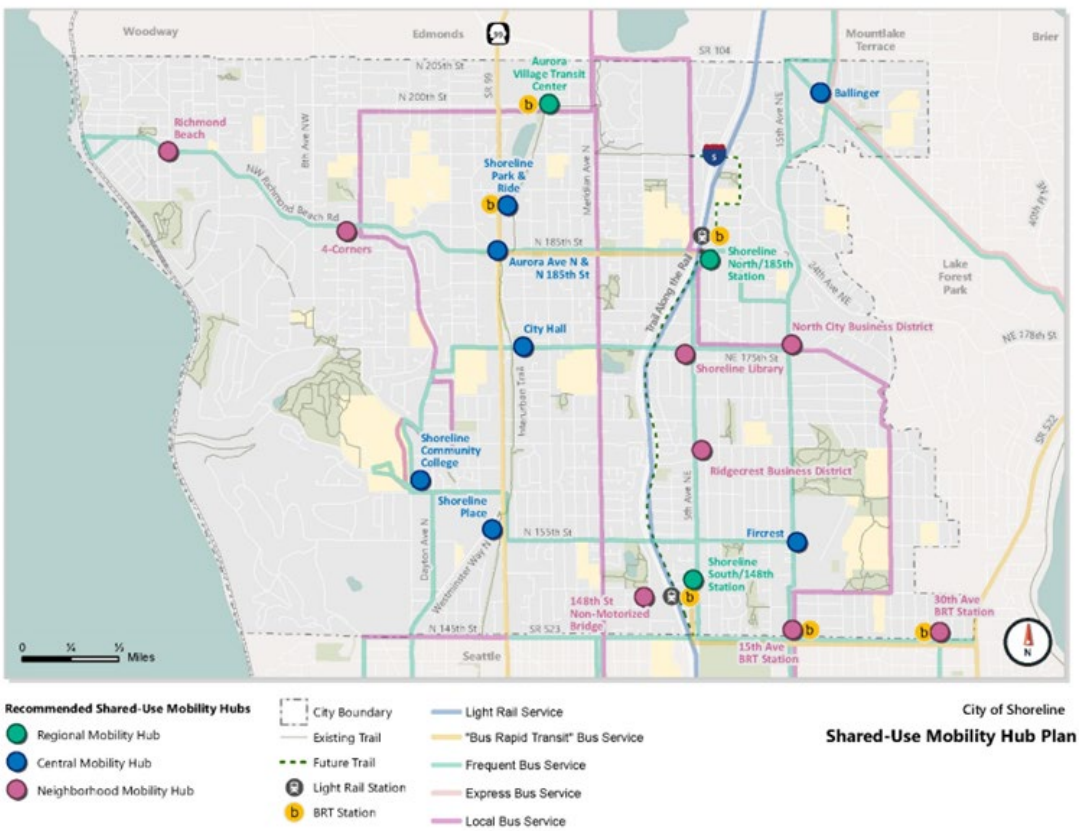 Woodway
Edmonds
99
SR 104
Mountlake
Terrace
Brier
N 205th St
SR 99
Aurora
Village Transit
Center
b
N 200th St
15th Ave NE
Ballinger
Richmond
Beach
8th Ave NW
Meridian Ave N
5
Shoreline
Park &
Ride
b
NW Richmond Beach Rd
4-Corners
N 185th St
Aurora Ave N &
N 185th St
b
Shoreline
North/185th
Station
24th Ave NE
Lake
Forest
Park
Trail Along the Rail
City Hall
North City Business District
NE 178th St
NE 175th St
Shoreline Library
Interurban Trail
SR 522
Shoreline
Community
College
Ridgecrest Business District
5th Ave NE
Shoreline
Place
N 155th St
Fircrest
Dayton Ave N
Westminster Way N
Shoreline
South/148th
Station
b
148th St
Non-Motorized
Bridge
30th Ave
BRT Station
b
b
N 145th St
SR 523
15th Ave
BRT Station
Seattle
0
Miles
N
Recommended Shared-Use Mobility Hubs
Regional Mobility Hub
Central Mobility Hub
Neighborhood Mobility Hub
City Boundary
Existing Trail
Future Trail
Light Rail Station
b
BRT Station
Light Rail Service
"Bus Rapid Transit" Bus Service
Frequent Bus Service
Express Bus Service
Local Bus Service
City of Shoreline
Shared-Use Mobility Hub Plan